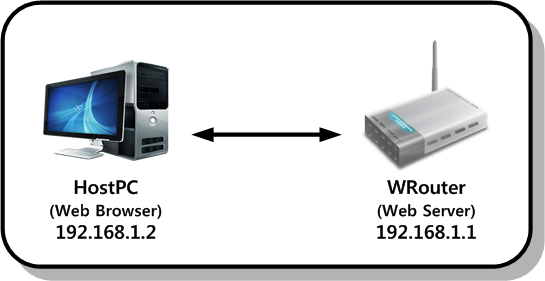 HostPC
(Web Browser)
192.168.1.2
WRouter
(Web Server)
192.168.1.1